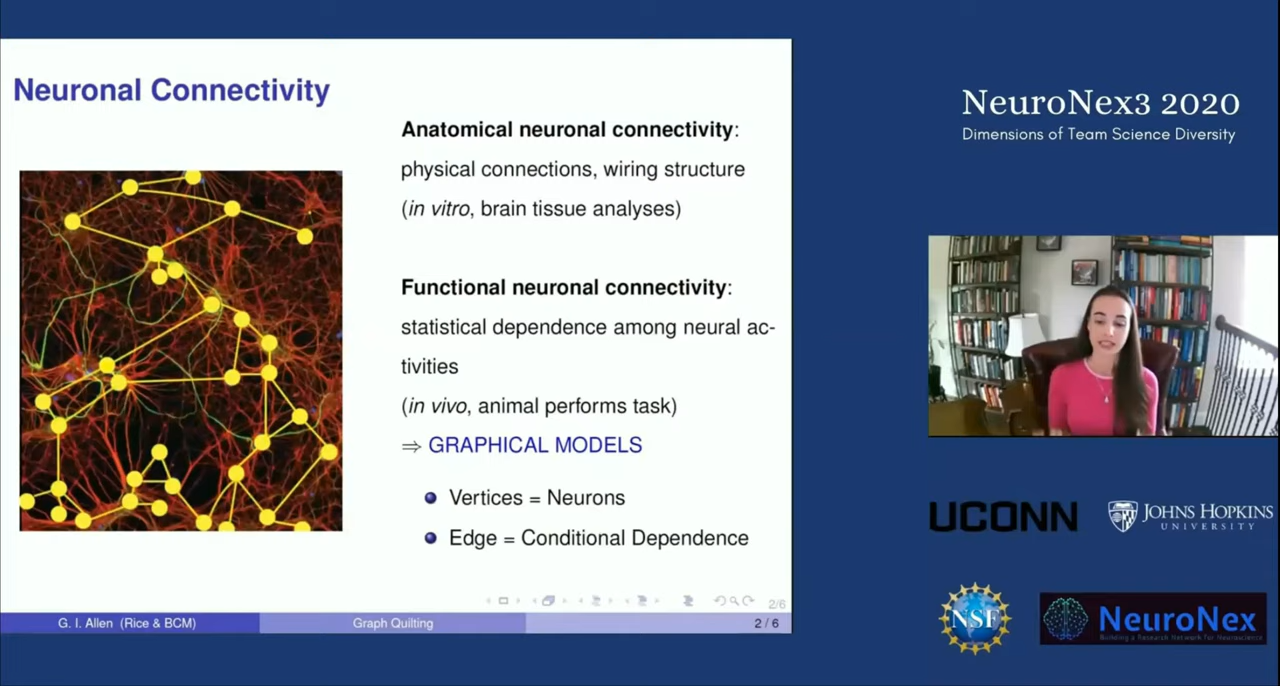 Neuronal Connectivity
Anatomical neuronal connectivity:
physical connections, wiring structure
(in vitro, brain tissue analyses)
Functional neuronal connectivity:
statistical dependence among neural ac-
tivities
(in vivo, animal performs task)
⇒ GRAPHICAL MODELS
Vertices = Neurons
Edge = Conditional Dependence
2/6
G. I. Allen (Rice & BCM)
Graph Quilting
2 / 6
NeuroNex3 2020
Dimensions of Team Science Diversity
UCONN
JOHNS HOPKINS
UNIVERSITY
NSF
NeuroNex
Building a Research Network for Neuroscience